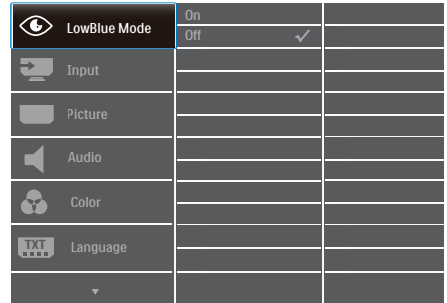 LowBlue Mode
On
Off
Input
Picture
Audio
Color
TXT
Language